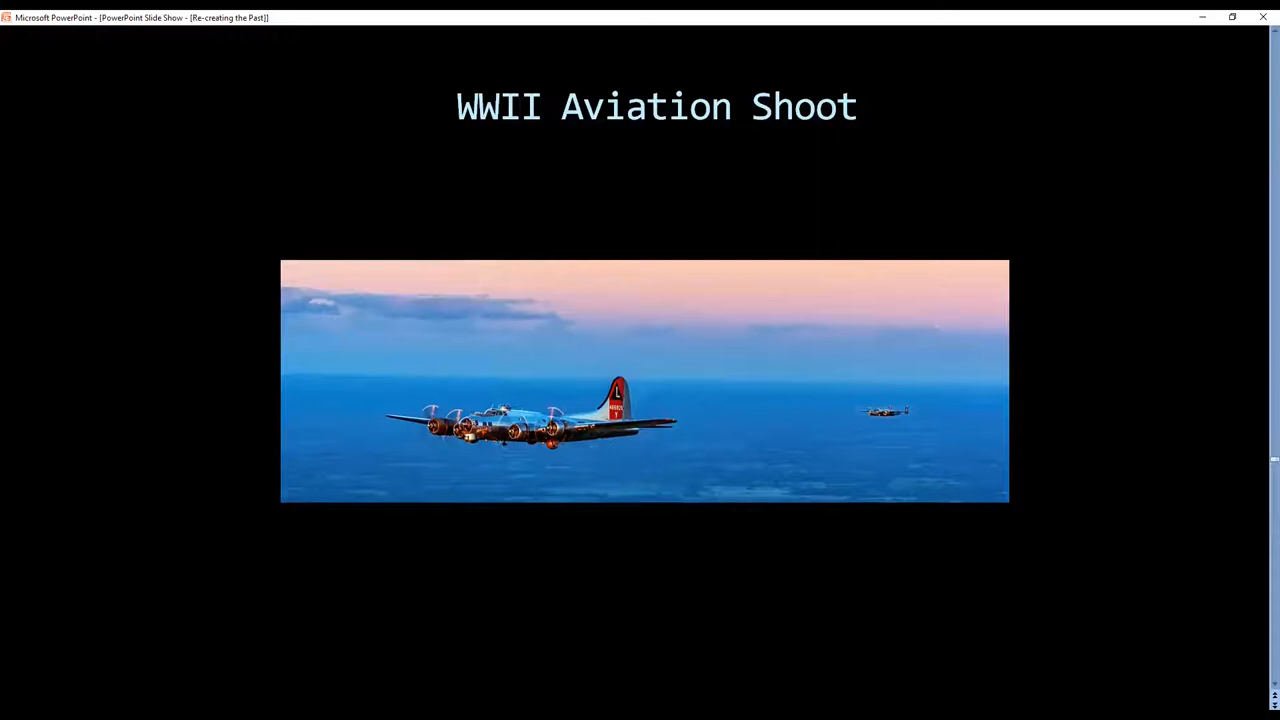 Microsoft PowerPoint - [PowerPoint Slide Show - [Re-creating the Past]]
WWII Aviation Shoot
L